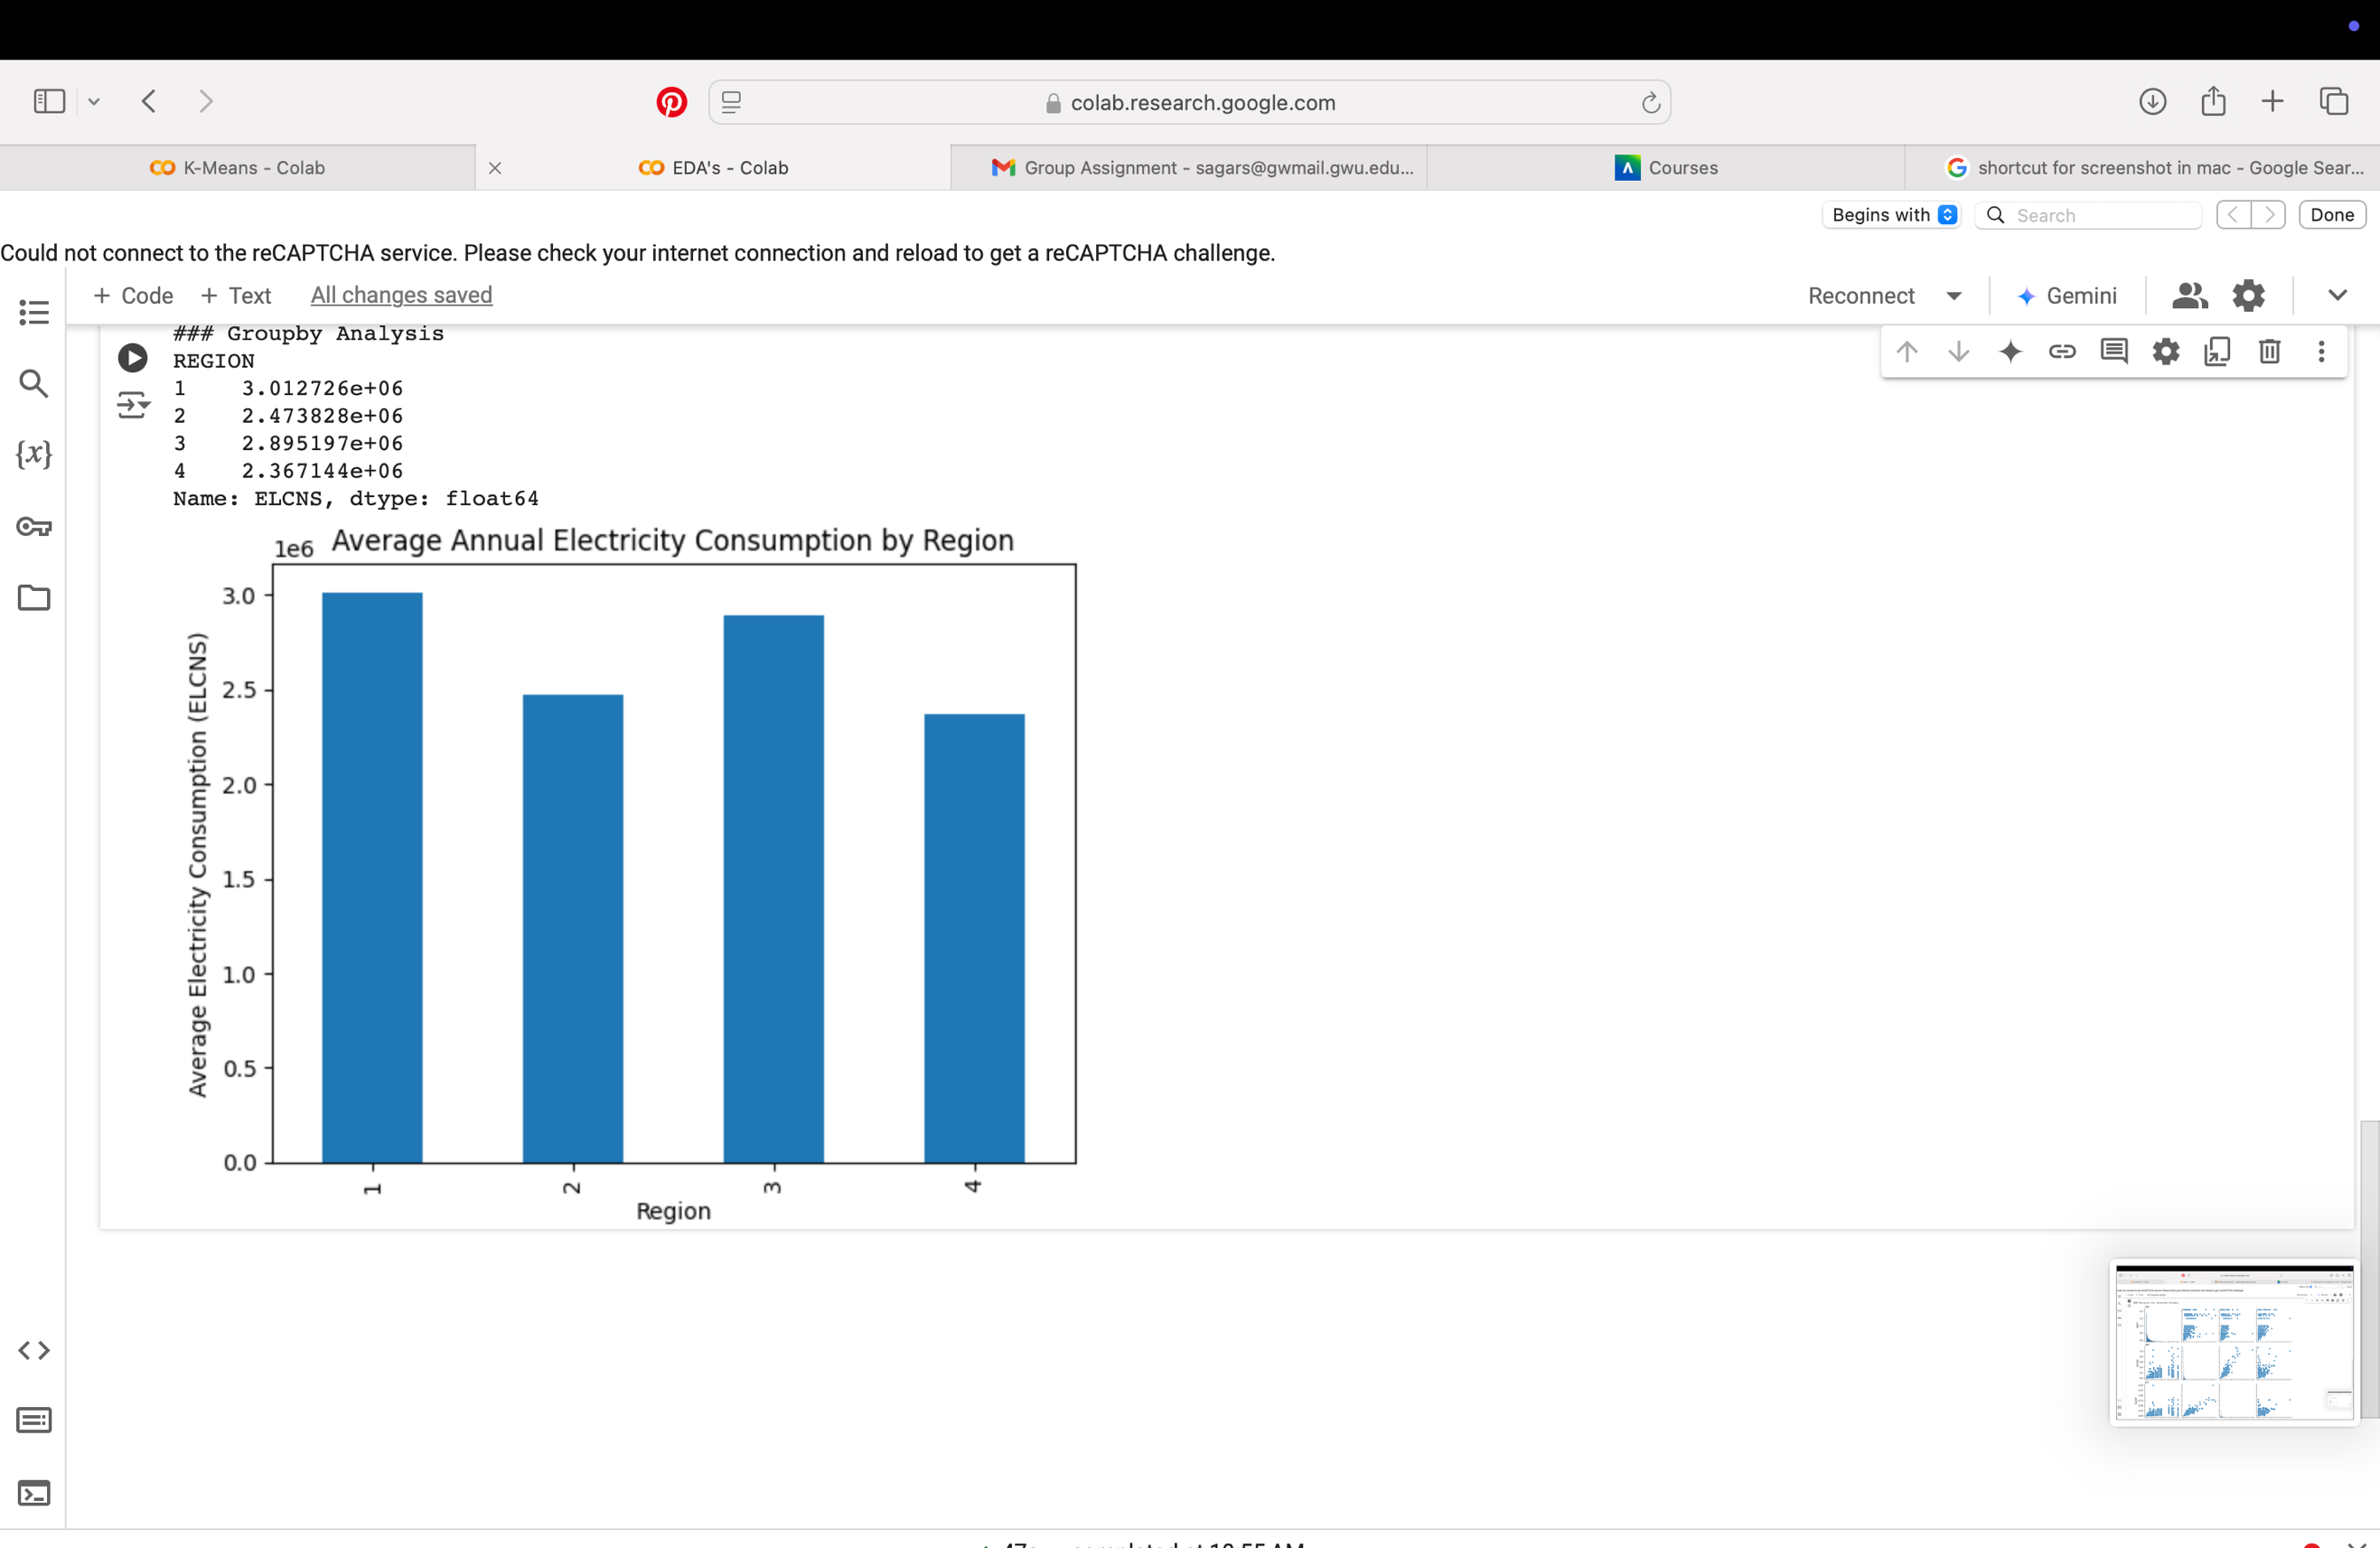 colab.research.google.com
K-Means - Colab
EDA's - Colab
Group Assignment - sagars@gwmail.gwu.edu...
Courses
shortcut for screenshot in mac - Google Sear...
Begins with
Search
Done
Could not connect to the reCAPTCHA service. Please check your internet connection and reload to get a reCAPTCHA challenge.
+ Code + Text All changes saved
Reconnect
Gemini
### Groupby Analysis
REGION
1 3.012726e+06
2 2.473828e+06
3 2.895197e+06
4 2.367144e+06
Name: ELCNS, dtype: float64
1e6 Average Annual Electricity Consumption by Region
Average Electricity Consumption (ELCNS)
3.0
2.5
2.0
1.5
1.0
0.5
0.0
1
2
3
4
Region
{x}
completed at 10:55 AM